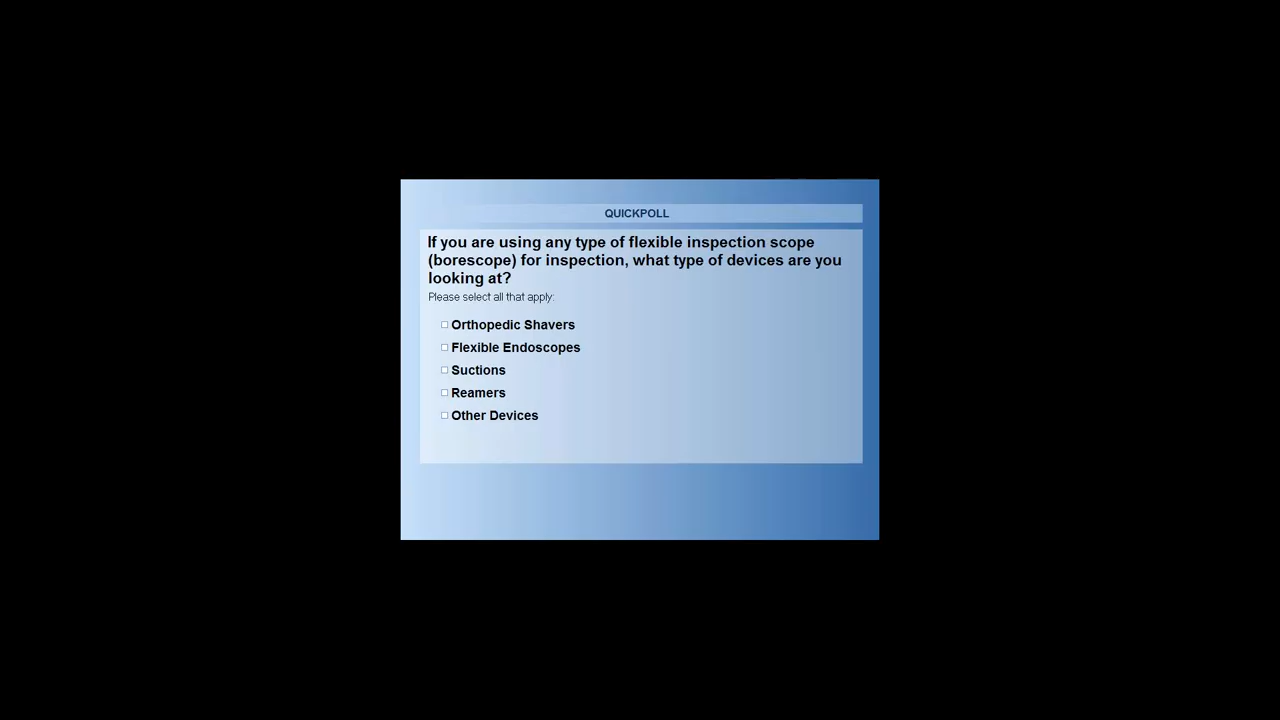 QUICKPOLL
If you are using any type of flexible inspection scope
(borescope) for inspection, what type of devices are you
looking at?
Please select all that apply:
Orthopedic Shavers
Flexible Endoscopes
Suctions
Reamers
Other Devices